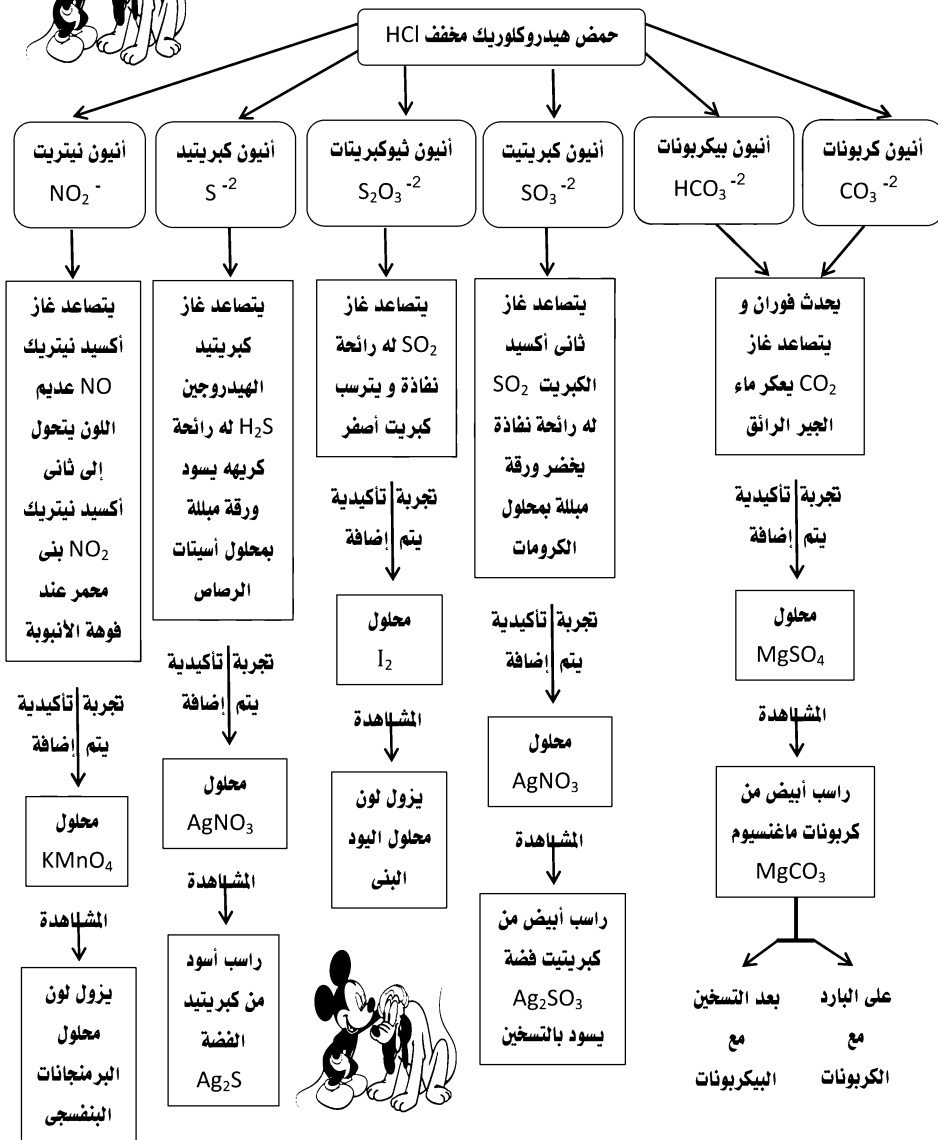 حمض هيدروكلوريك مخفف HCl
أنيون كربونات
CO₃⁻²
أنيون بيكربونات
HCO₃⁻²
أنيون كبريتيت
SO₃⁻²
أنيون ثيوكبريتات
S₂O₃⁻²
أنيون كبريتيد
S⁻²
أنيون نيتريت
NO₂⁻
يحدث فوران و
يتصاعد غاز
CO₂ يعكر ماء
الجير الرائق
تجربة تأكيدية
يتم إضافة
محلول
MgSO₄
المشاهدة
راسب أبيض من
كربونات ماغنسيوم
MgCO₃
على البارد
مع
الكربونات
بعد التسخين
مع
البيكربونات
يتصاعد غاز
ثانى أكسيد
الكبريت SO₂
له رائحة نفاذة
يخضر ورقة
مبللة بمحلول
الكرومات
تجربة تأكيدية
يتم إضافة
محلول
AgNO₃
المشاهدة
راسب أبيض من
كبريتيت فضة
Ag₂SO₃
يسود بالتسخين
يتصاعد غاز
SO₂ له رائحة
نفاذة و يترسب
كبريت أصفر
تجربة تأكيدية
يتم إضافة
محلول
I₂
المشاهدة
يزول لون
محلول اليود
البنى
يتصاعد غاز
كبريتيد
الهيدروجين
H₂S له رائحة
كريهه يسود
ورقة مبللة
بمحلول أسيتات
الرصاص
تجربة تأكيدية
يتم إضافة
محلول
AgNO₃
المشاهدة
راسب أسود
من كبريتيد
الفضة
Ag₂S
يتصاعد غاز
أكسيد نيتريك
NO عديم
اللون يتحول
إلى ثانى
أكسيد نيتريك
NO₂ بنى
محمر عند
فوهة الأنبوبة
تجربة تأكيدية
يتم إضافة
محلول
KMnO₄
المشاهدة
يزول لون
محلول
البرمنجانات
البنفسجى